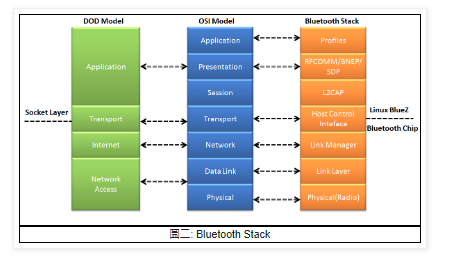 DOD Model
OSI Model
Bluetooth Stack
Application
Application
Profiles
Presentation
RFCOMM/BNEP/
SDP
Session
L2CAP
Socket Layer
Transport
Transport
Host Control
Inteface
Linux BlueZ
Bluetooth Chip
Internet
Network
Link Manager
Network
Access
Data Link
Link Layer
Physical
Physical(Radio)
圖二: Bluetooth Stack